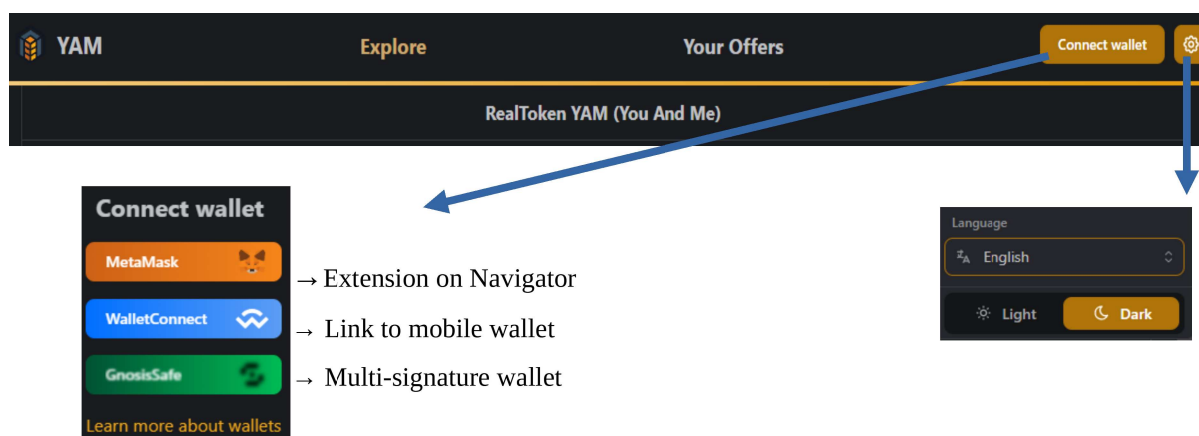 YAM Explore Your Offers Connect wallet
RealToken YAM (You And Me)
Connect wallet
MetaMask → Extension on Navigator
WalletConnect → Link to mobile wallet
GnosisSafe → Multi-signature wallet
Learn more about wallets
Language
English
Light Dark